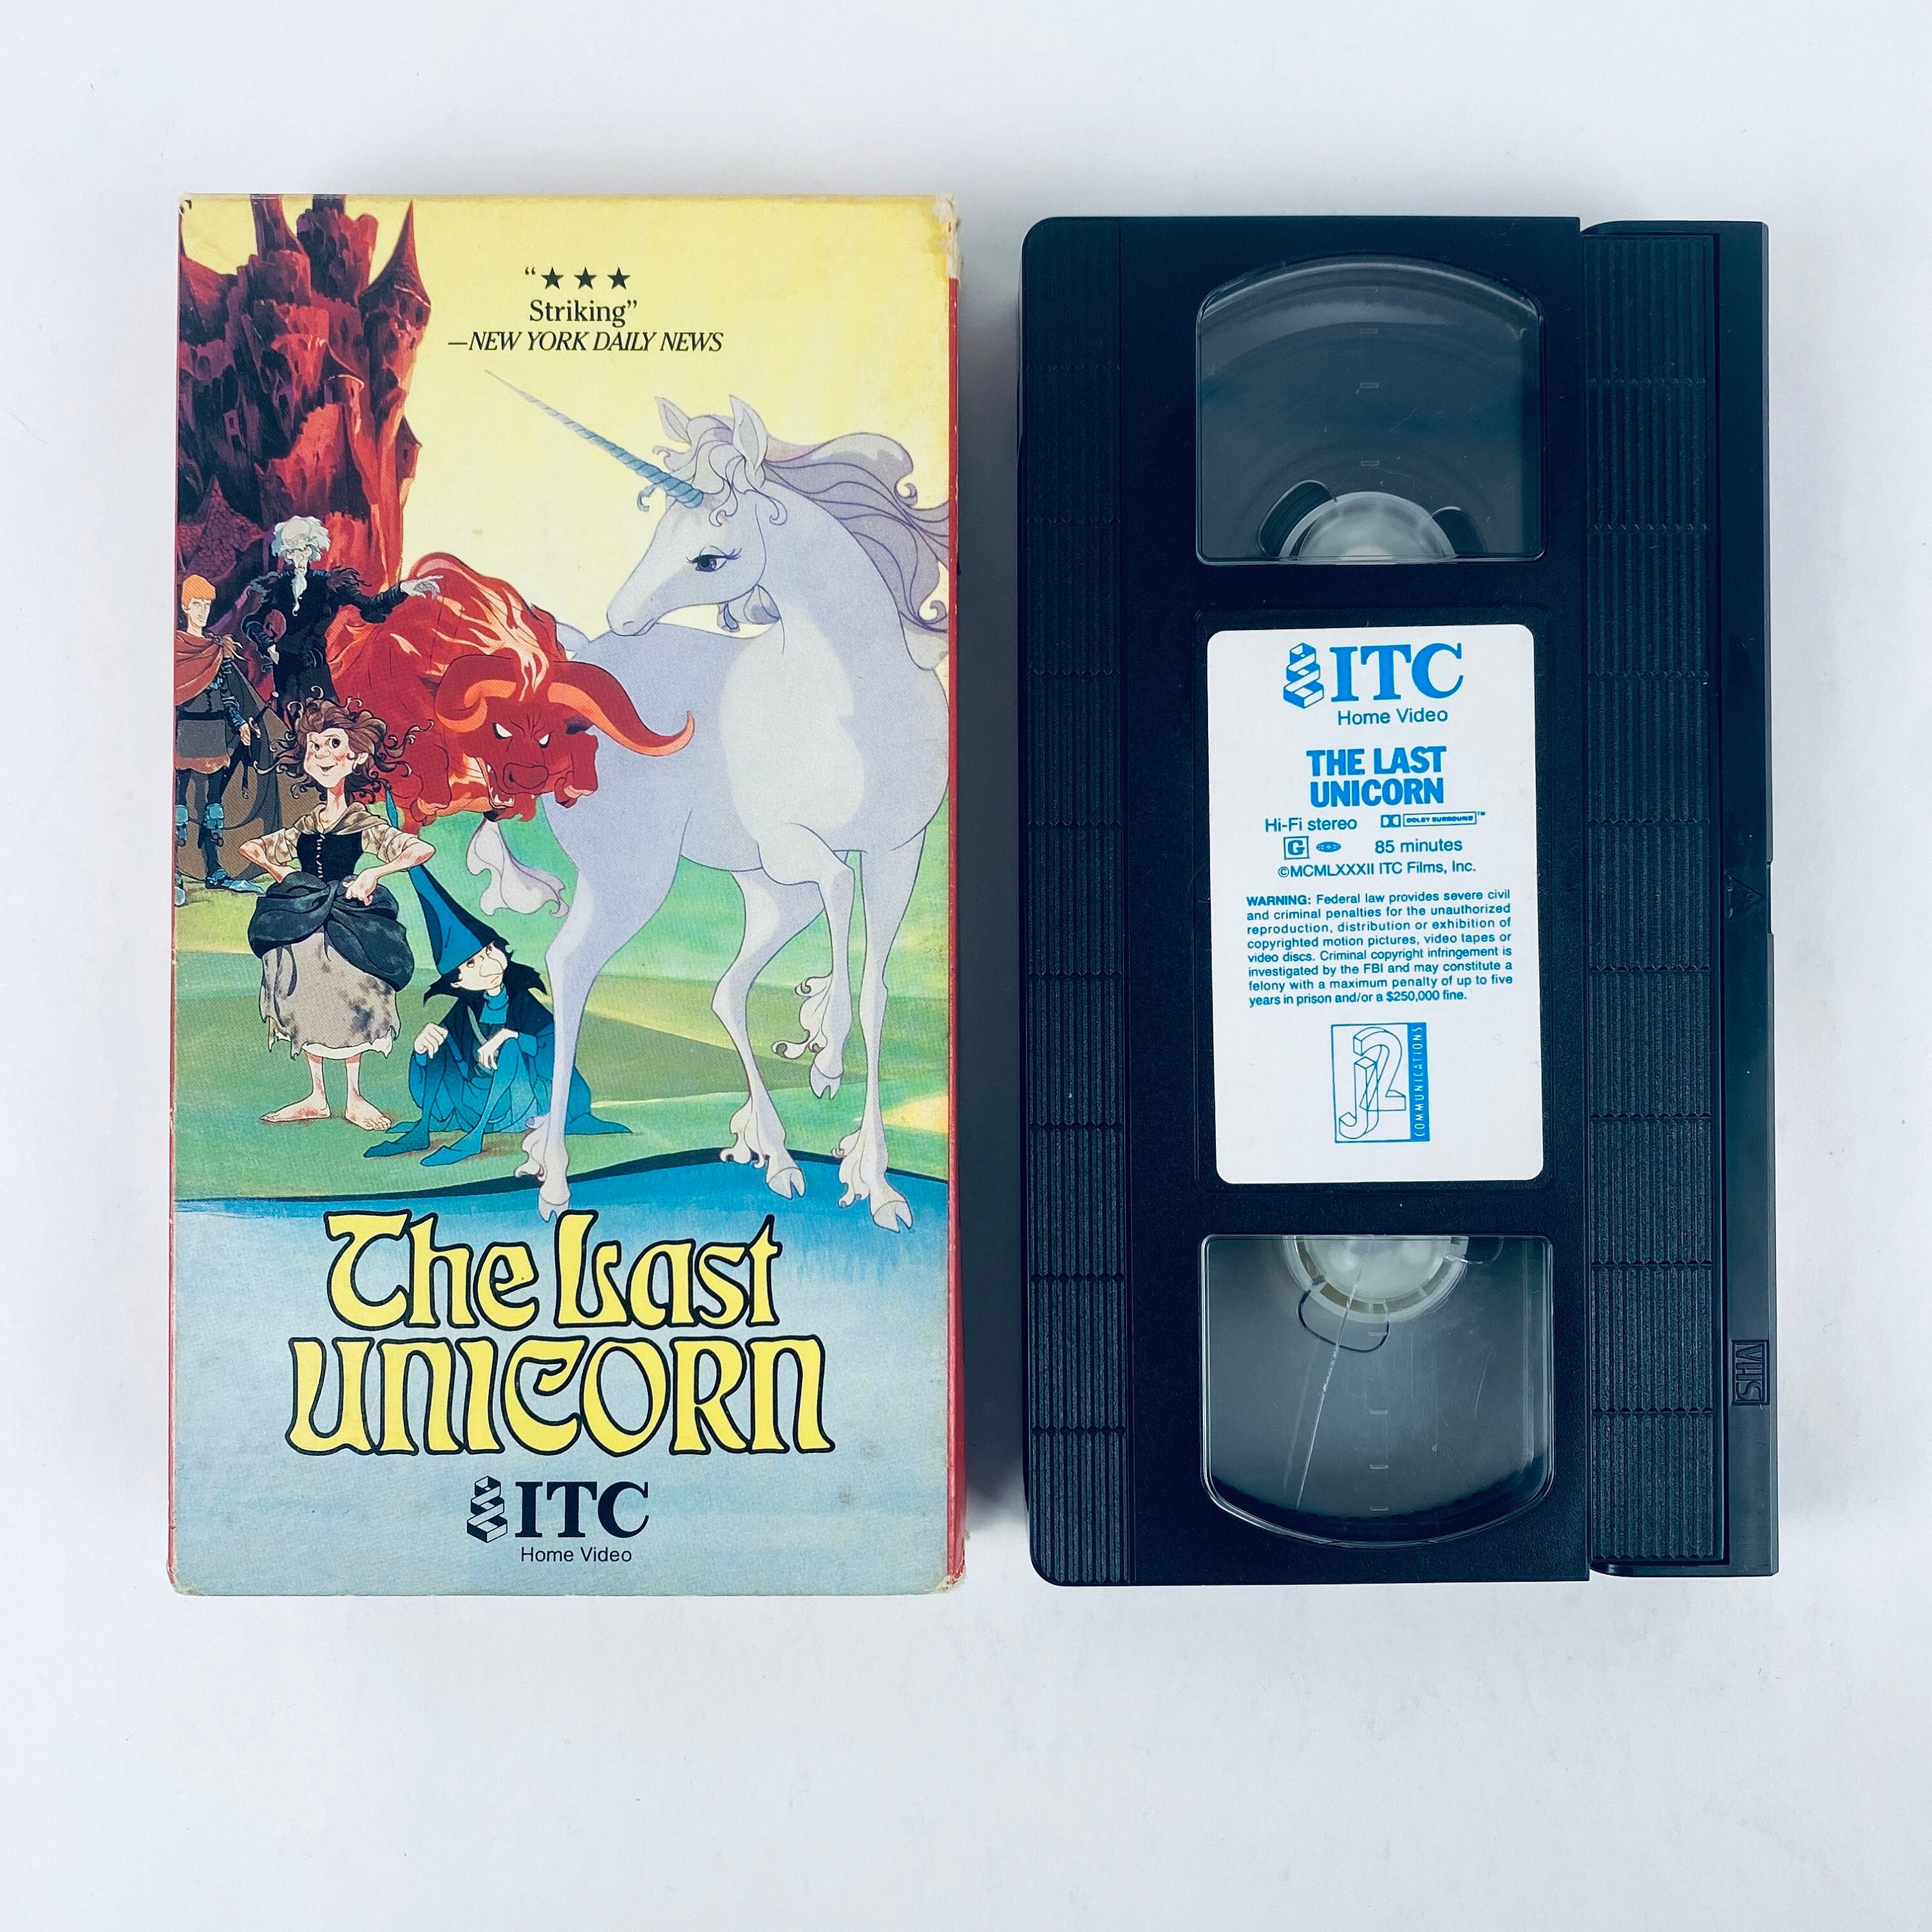 “★ ★ ★
Striking”
—NEW YORK DAILY NEWS
The Last
UNICORN
ITC
Home Video
ITC
Home Video
THE LAST
UNICORN
Hi-Fi stereo DOLBY SURROUND™
G 85 minutes
©MCMLXXXII ITC Films, Inc.
WARNING: Federal law provides severe civil
and criminal penalties for the unauthorized
reproduction, distribution or exhibition of
copyrighted motion pictures, video tapes or
video discs. Criminal copyright infringement is
investigated by the FBI and may constitute a
felony with a maximum penalty of up to five
years in prison and/or a $250,000 fine.
J2
COMMUNICATIONS
VHS